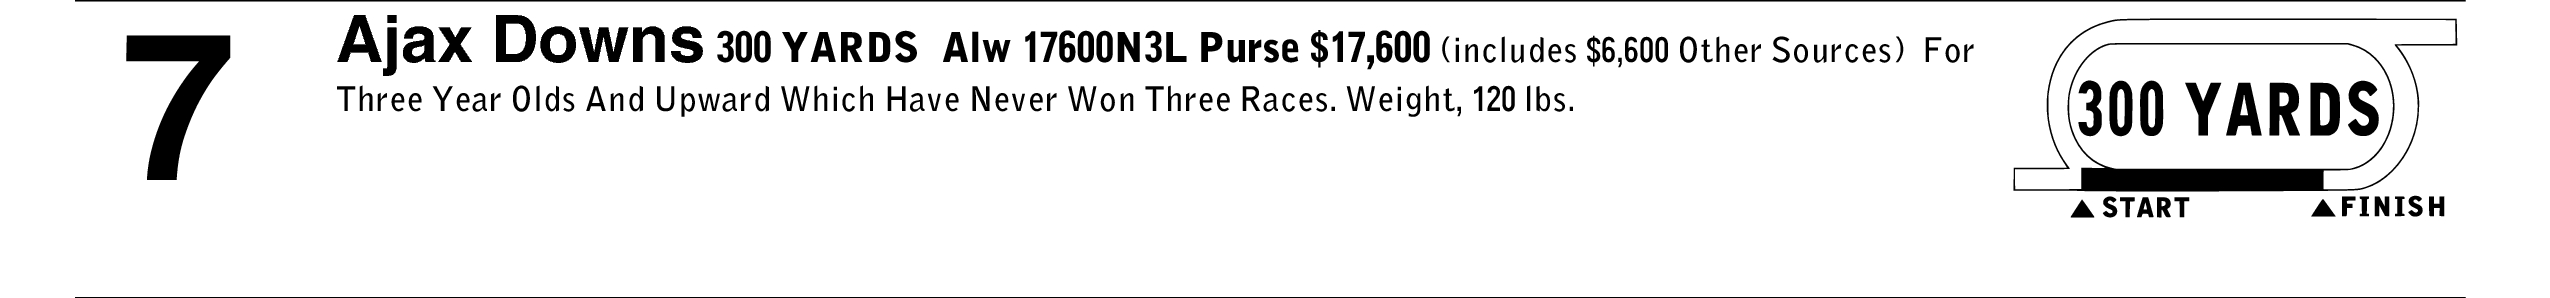 7
Ajax Downs 300 YARDS Alw 17600N3L Purse $17,600 (includes $6,600 Other Sources) For
Three Year Olds And Upward Which Have Never Won Three Races. Weight, 120 lbs.
300 YARDS
▲ START ▲ FINISH